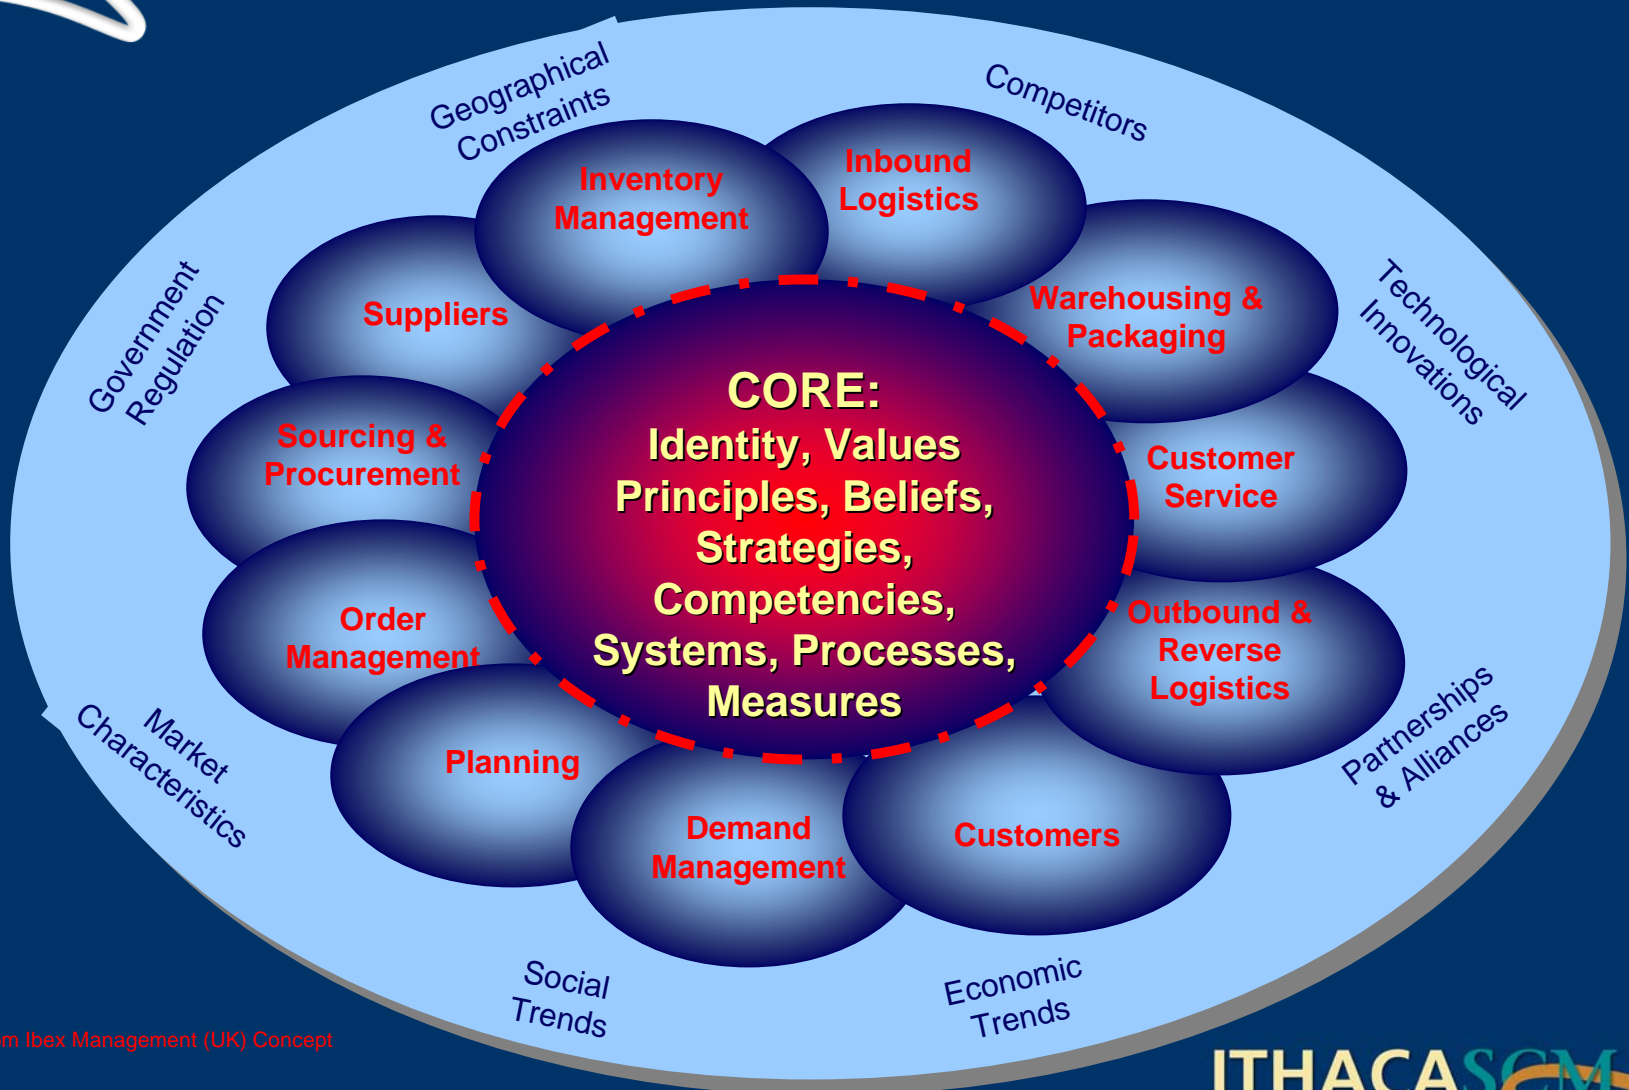 Geographical
Constraints
Competitors
Inventory
Management
Inbound
Logistics
Government
Regulation
Suppliers
Warehousing &
Packaging
Technological
Innovations
Sourcing &
Procurement
CORE:
Identity, Values
Principles, Beliefs,
Strategies,
Competencies,
Systems, Processes,
Measures
Customer
Service
Order
Management
Outbound &
Reverse
Logistics
Market
Characteristics
Planning
Demand
Management
Customers
Partnerships
& Alliances
Social
Trends
Economic
Trends
Ibex Management (UK) Concept
ITHACASCM